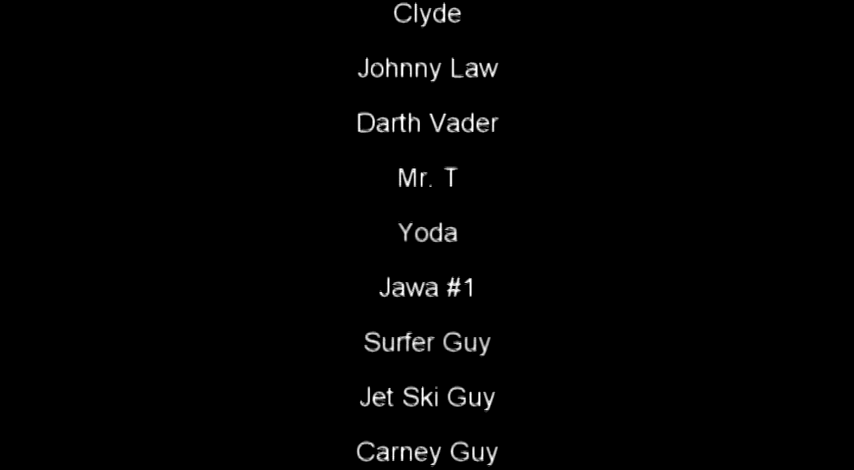 Clyde
Johnny Law
Darth Vader
Mr. T
Yoda
Jawa #1
Surfer Guy
Jet Ski Guy
Carney Guy